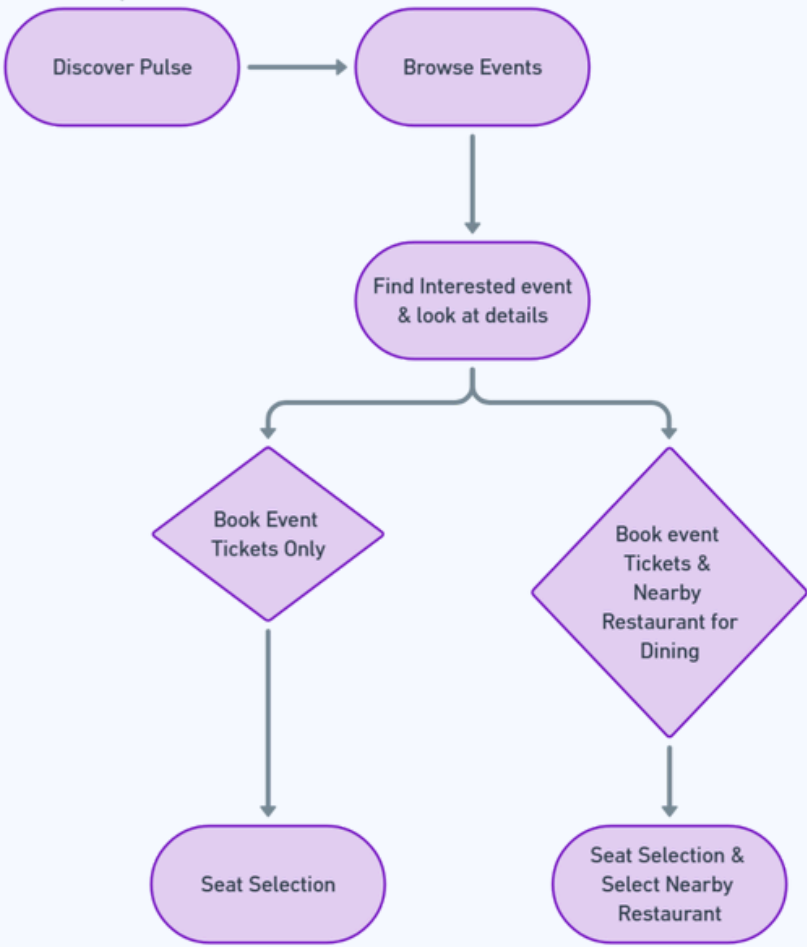 Discover Pulse
Browse Events
Find Interested event
& look at details
Book Event
Tickets Only
Book event
Tickets &
Nearby
Restaurant for
Dining
Seat Selection
Seat Selection &
Select Nearby
Restaurant